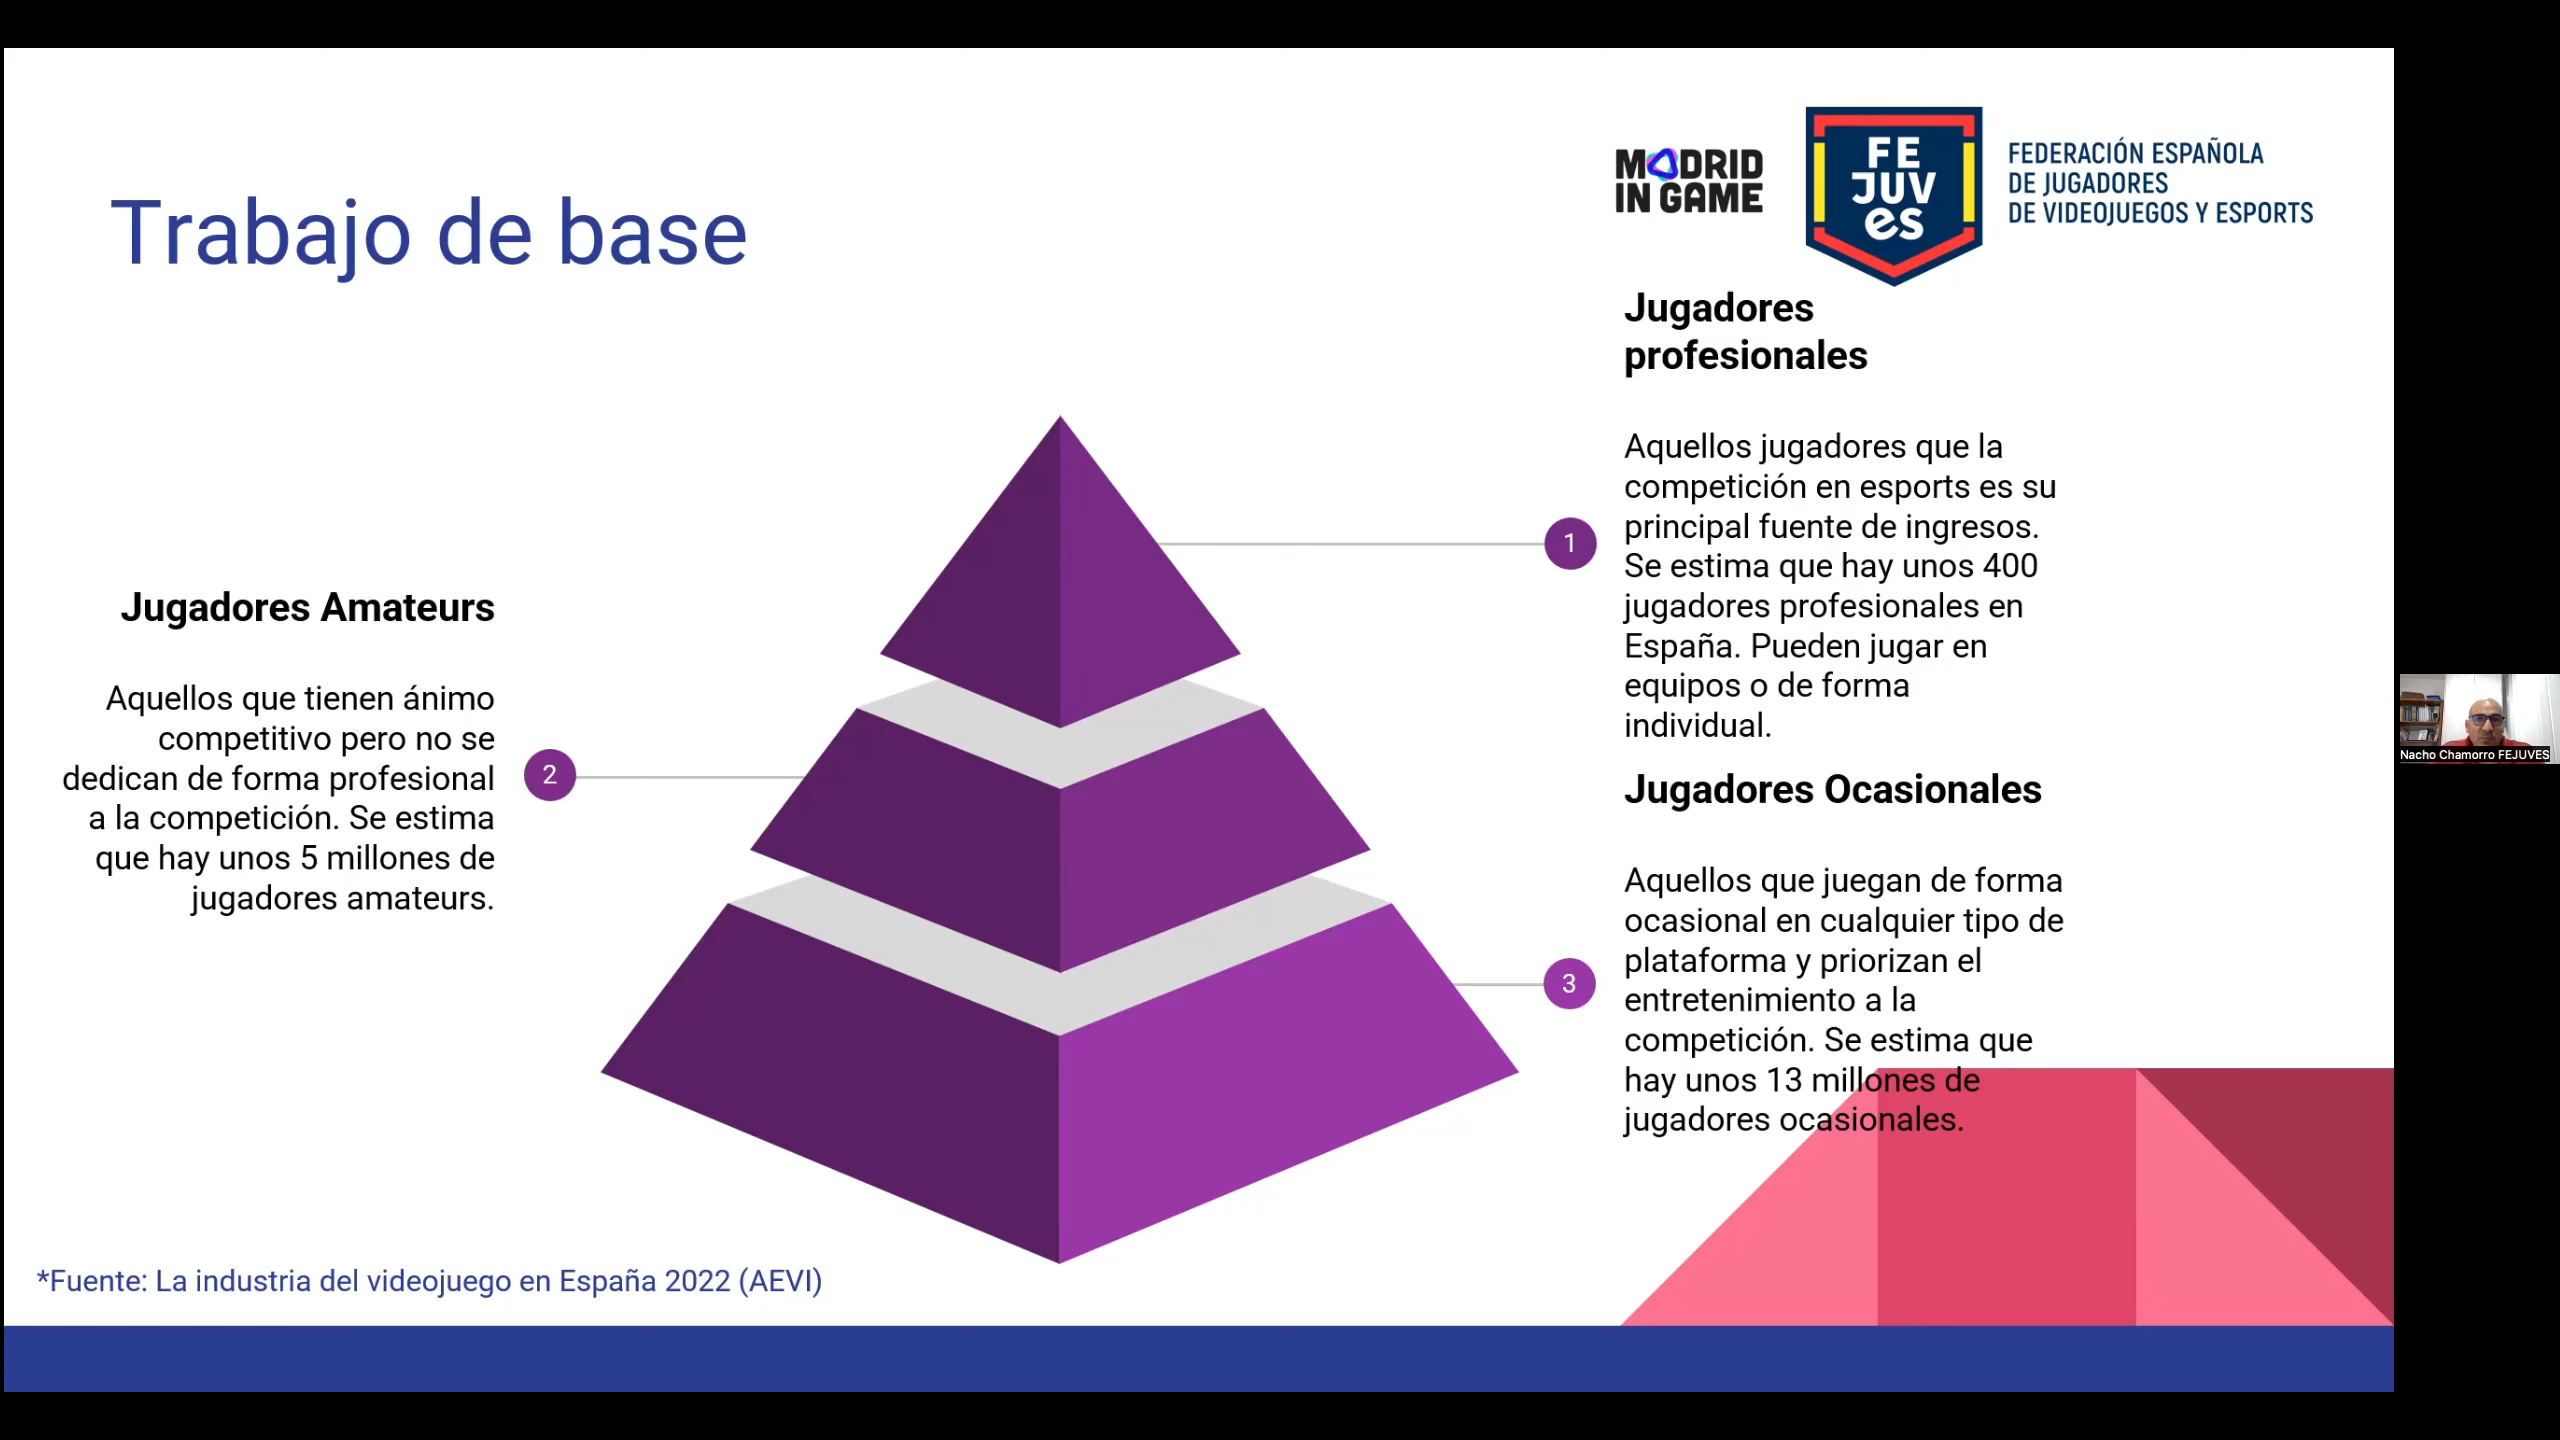 Trabajo de base
MADRID
IN GAME
FE
JUV
es
FEDERACIÓN ESPAÑOLA
DE JUGADORES
DE VIDEOJUEGOS Y ESPORTS
Jugadores
profesionales
Aquellos jugadores que la
competición en esports es su
principal fuente de ingresos.
Se estima que hay unos 400
jugadores profesionales en
España. Pueden jugar en
equipos o de forma
individual.
1
Jugadores Amateurs
Aquellos que tienen ánimo
competitivo pero no se
dedican de forma profesional
a la competición. Se estima
que hay unos 5 millones de
jugadores amateurs.
2
Jugadores Ocasionales
Aquellos que juegan de forma
ocasional en cualquier tipo de
plataforma y priorizan el
entretenimiento a la
competición. Se estima que
hay unos 13 millones de
jugadores ocasionales.
3
*Fuente: La industria del videojuego en España 2022 (AEVI)
Nacho Chamorro FEJUVES